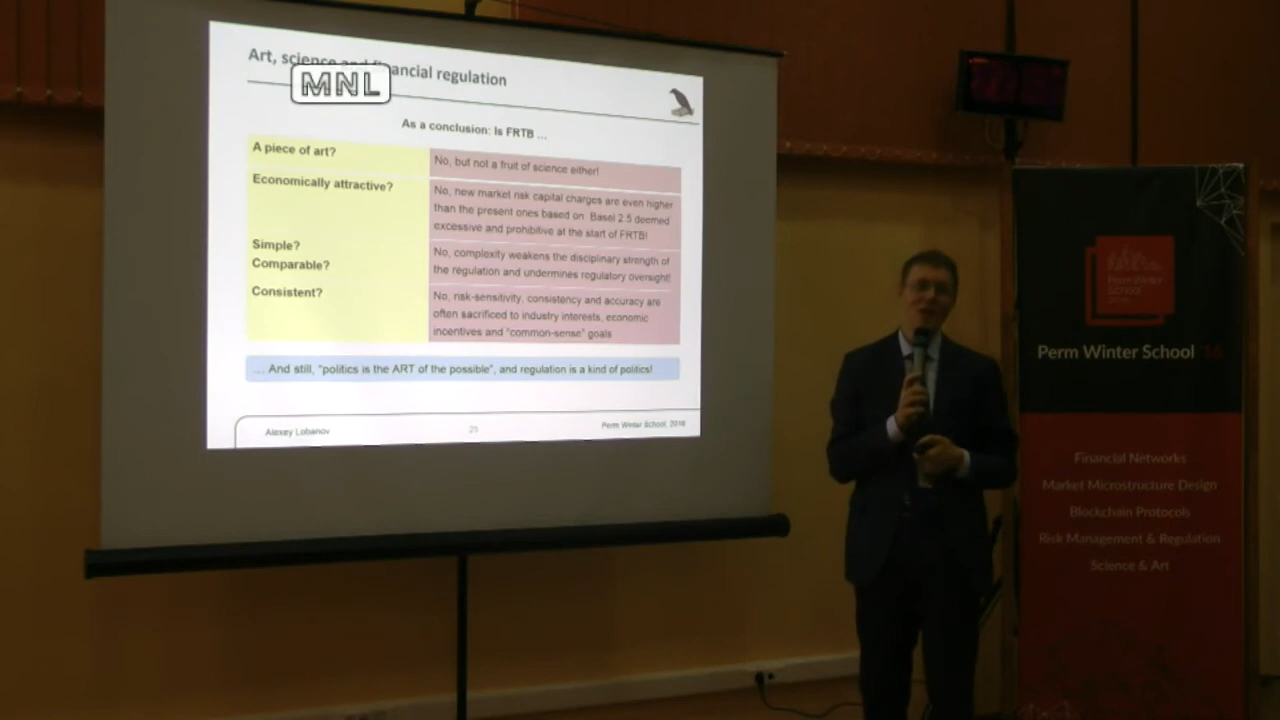 Art, science and financial regulation
MNL
As a conclusion: Is FRTB ...
A piece of art?
No, but not a fruit of science either!
Economically attractive?
No, new market risk capital charges are even higher
than the present ones based on Basel 2.5 deemed
excessive and prohibitive at the start of FRTB!
Simple?
Comparable?
No, complexity weakens the disciplinary strength of
the regulation and undermines regulatory oversight!
Consistent?
No, risk-sensitivity, consistency and accuracy are
often sacrificed to industry interests, economic
incentives and "common-sense" goals
... And still, "politics is the ART of the possible", and regulation is a kind of politics!
Alexey Lobanov
25
Perm Winter School, 2016
Perm Winter
School
Perm Winter School '16
Financial Networks
Market Microstructure Design
Blockchain Protocols
Risk Management & Regulation
Science & Art